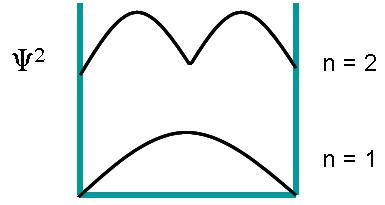 Ψ²
n = 2
n = 1